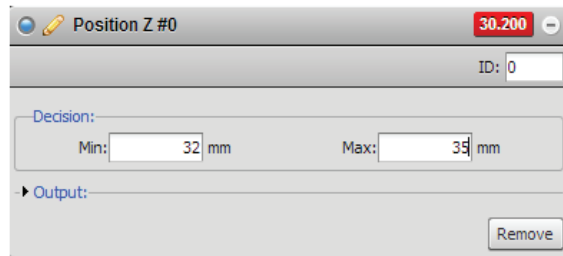 Position Z #0 30.200
ID: 0
Decision:
Min: 32 mm Max: 35 mm
Output:
Remove